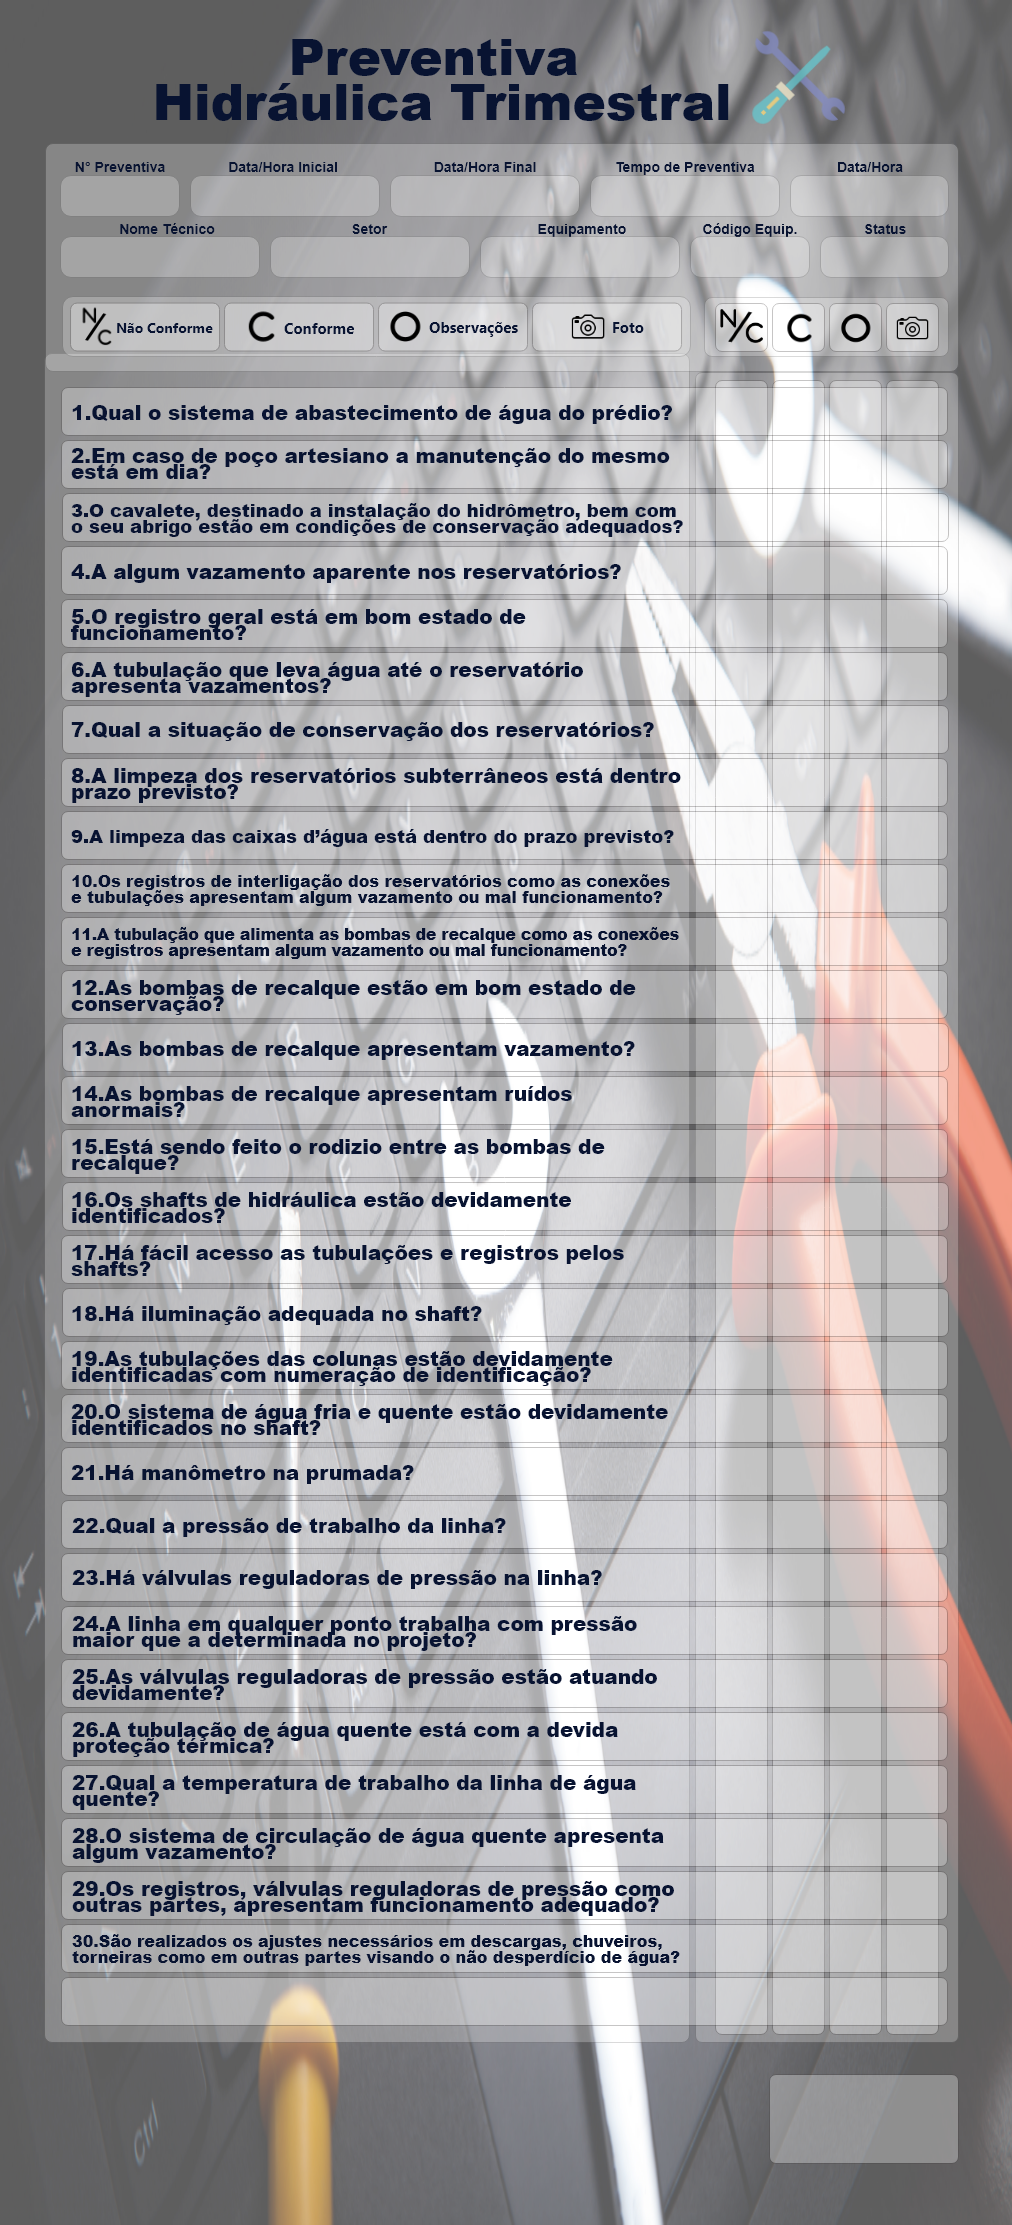 Preventiva
Hidráulica Trimestral
N° Preventiva Data/Hora Inicial Data/Hora Final Tempo de Preventiva Data/Hora
Nome Técnico Setor Equipamento Código Equip. Status
N/C Não Conforme C Conforme O Observações Foto N/C C O
1.Qual o sistema de abastecimento de água do prédio?
2.Em caso de poço artesiano a manutenção do mesmo
está em dia?
3.O cavalete, destinado a instalação do hidrômetro, bem com
o seu abrigo estão em condições de conservação adequados?
4.A algum vazamento aparente nos reservatórios?
5.O registro geral está em bom estado de
funcionamento?
6.A tubulação que leva água até o reservatório
apresenta vazamentos?
7.Qual a situação de conservação dos reservatórios?
8.A limpeza dos reservatórios subterrâneos está dentro
prazo previsto?
9.A limpeza das caixas d’água está dentro do prazo previsto?
10.Os registros de interligação dos reservatórios como as conexões
e tubulações apresentam algum vazamento ou mal funcionamento?
11.A tubulação que alimenta as bombas de recalque como as conexões
e registros apresentam algum vazamento ou mal funcionamento?
12.As bombas de recalque estão em bom estado de
conservação?
13.As bombas de recalque apresentam vazamento?
14.As bombas de recalque apresentam ruídos
anormais?
15.Está sendo feito o rodizio entre as bombas de
recalque?
16.Os shafts de hidráulica estão devidamente
identificados?
17.Há fácil acesso as tubulações e registros pelos
shafts?
18.Há iluminação adequada no shaft?
19.As tubulações das colunas estão devidamente
identificadas com numeração de identificação?
20.O sistema de água fria e quente estão devidamente
identificados no shaft?
21.Há manômetro na prumada?
22.Qual a pressão de trabalho da linha?
23.Há válvulas reguladoras de pressão na linha?
24.A linha em qualquer ponto trabalha com pressão
maior que a determinada no projeto?
25.As válvulas reguladoras de pressão estão atuando
devidamente?
26.A tubulação de água quente está com a devida
proteção térmica?
27.Qual a temperatura de trabalho da linha de água
quente?
28.O sistema de circulação de água quente apresenta
algum vazamento?
29.Os registros, válvulas reguladoras de pressão como
outras partes, apresentam funcionamento adequado?
30.São realizados os ajustes necessários em descargas, chuveiros,
torneiras como em outras partes visando o não desperdício de água?
Ctrl